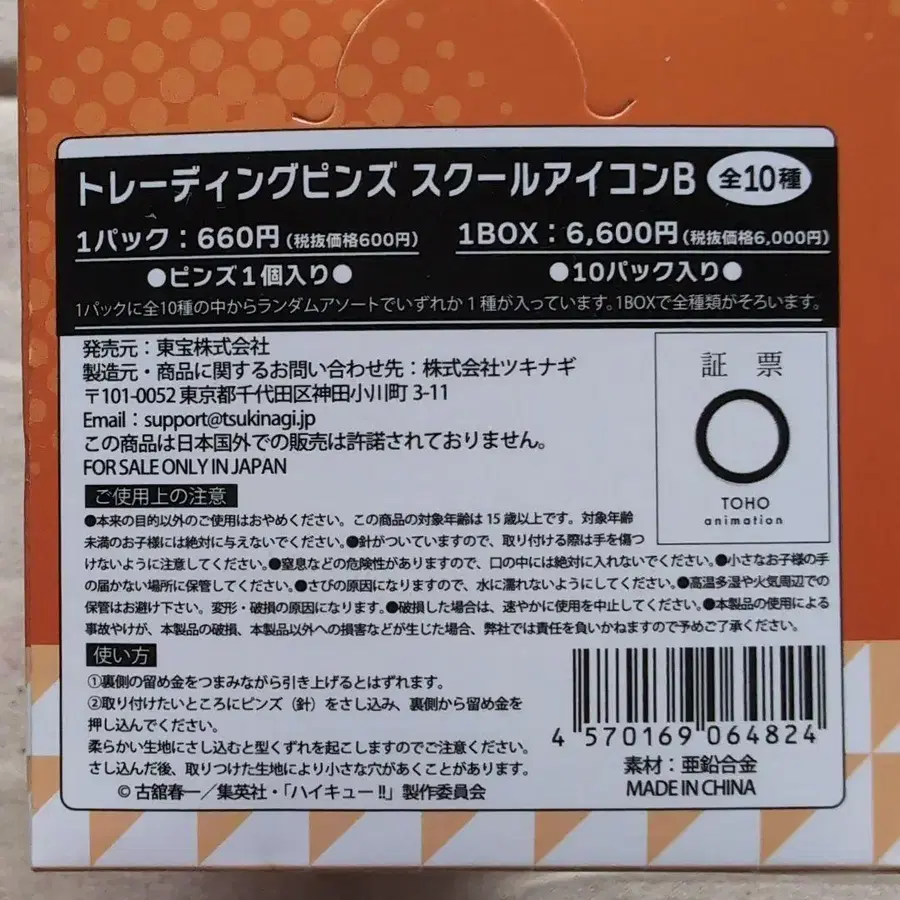 トレーディングピンズ スクールアイコンB 全10種
1パック：660円（税抜価格600円） 1BOX：6,600円（税抜価格6,000円）
●ピンズ1個入り● ●10パック入り●
1パックに全10種の中からランダムアソートでいずれか1種が入っています。1BOXで全種類がそろいます。
発売元：東宝株式会社
製造元・商品に関するお問い合わせ先：株式会社ツキナギ
〒101-0052 東京都千代田区神田小川町 3-11
Email：support@tsukinagi.jp
この商品は日本国外での販売は許諾されておりません。
FOR SALE ONLY IN JAPAN
証票
TOHO
animation
ご使用上の注意
●本来の目的以外のご使用はおやめください。この商品の対象年齢は15歳以上です。対象年齢
未満のお子様には絶対に与えないでください。●針がついていますので、取り付ける際は手を傷つ
けないように注意してください。●窒息などの危険性がありますので、口の中には絶対に入れないでください。●小さなお子様の手
の届かない場所に保管してください。●さびの原因になりますので、水に濡れないようにしてください。●高温多湿や火気周辺での
保管はお避け下さい。変形・破損の原因になります。●破損した場合は、速やかに使用を中止してください。●本製品の使用による
事故やけが、本製品の破損、本製品以外への損害などが生じた場合、弊社では責任を負いかねますので予めご了承ください。
使い方
①裏側の留め金をつまみながら引き上げるとはずれます。
②取り付けたいところにピンズ（針）をさし込み、裏側から留め金を
押し込んでください。
柔らかい生地にさし込むと型くずれを起こしますのでご注意ください。
さし込んだ後、取りつけた生地により小さな穴があくことがあります。
© 古舘春一／集英社・「ハイキュー!!」製作委員会
4 570169 064824
素材：亜鉛合金
MADE IN CHINA